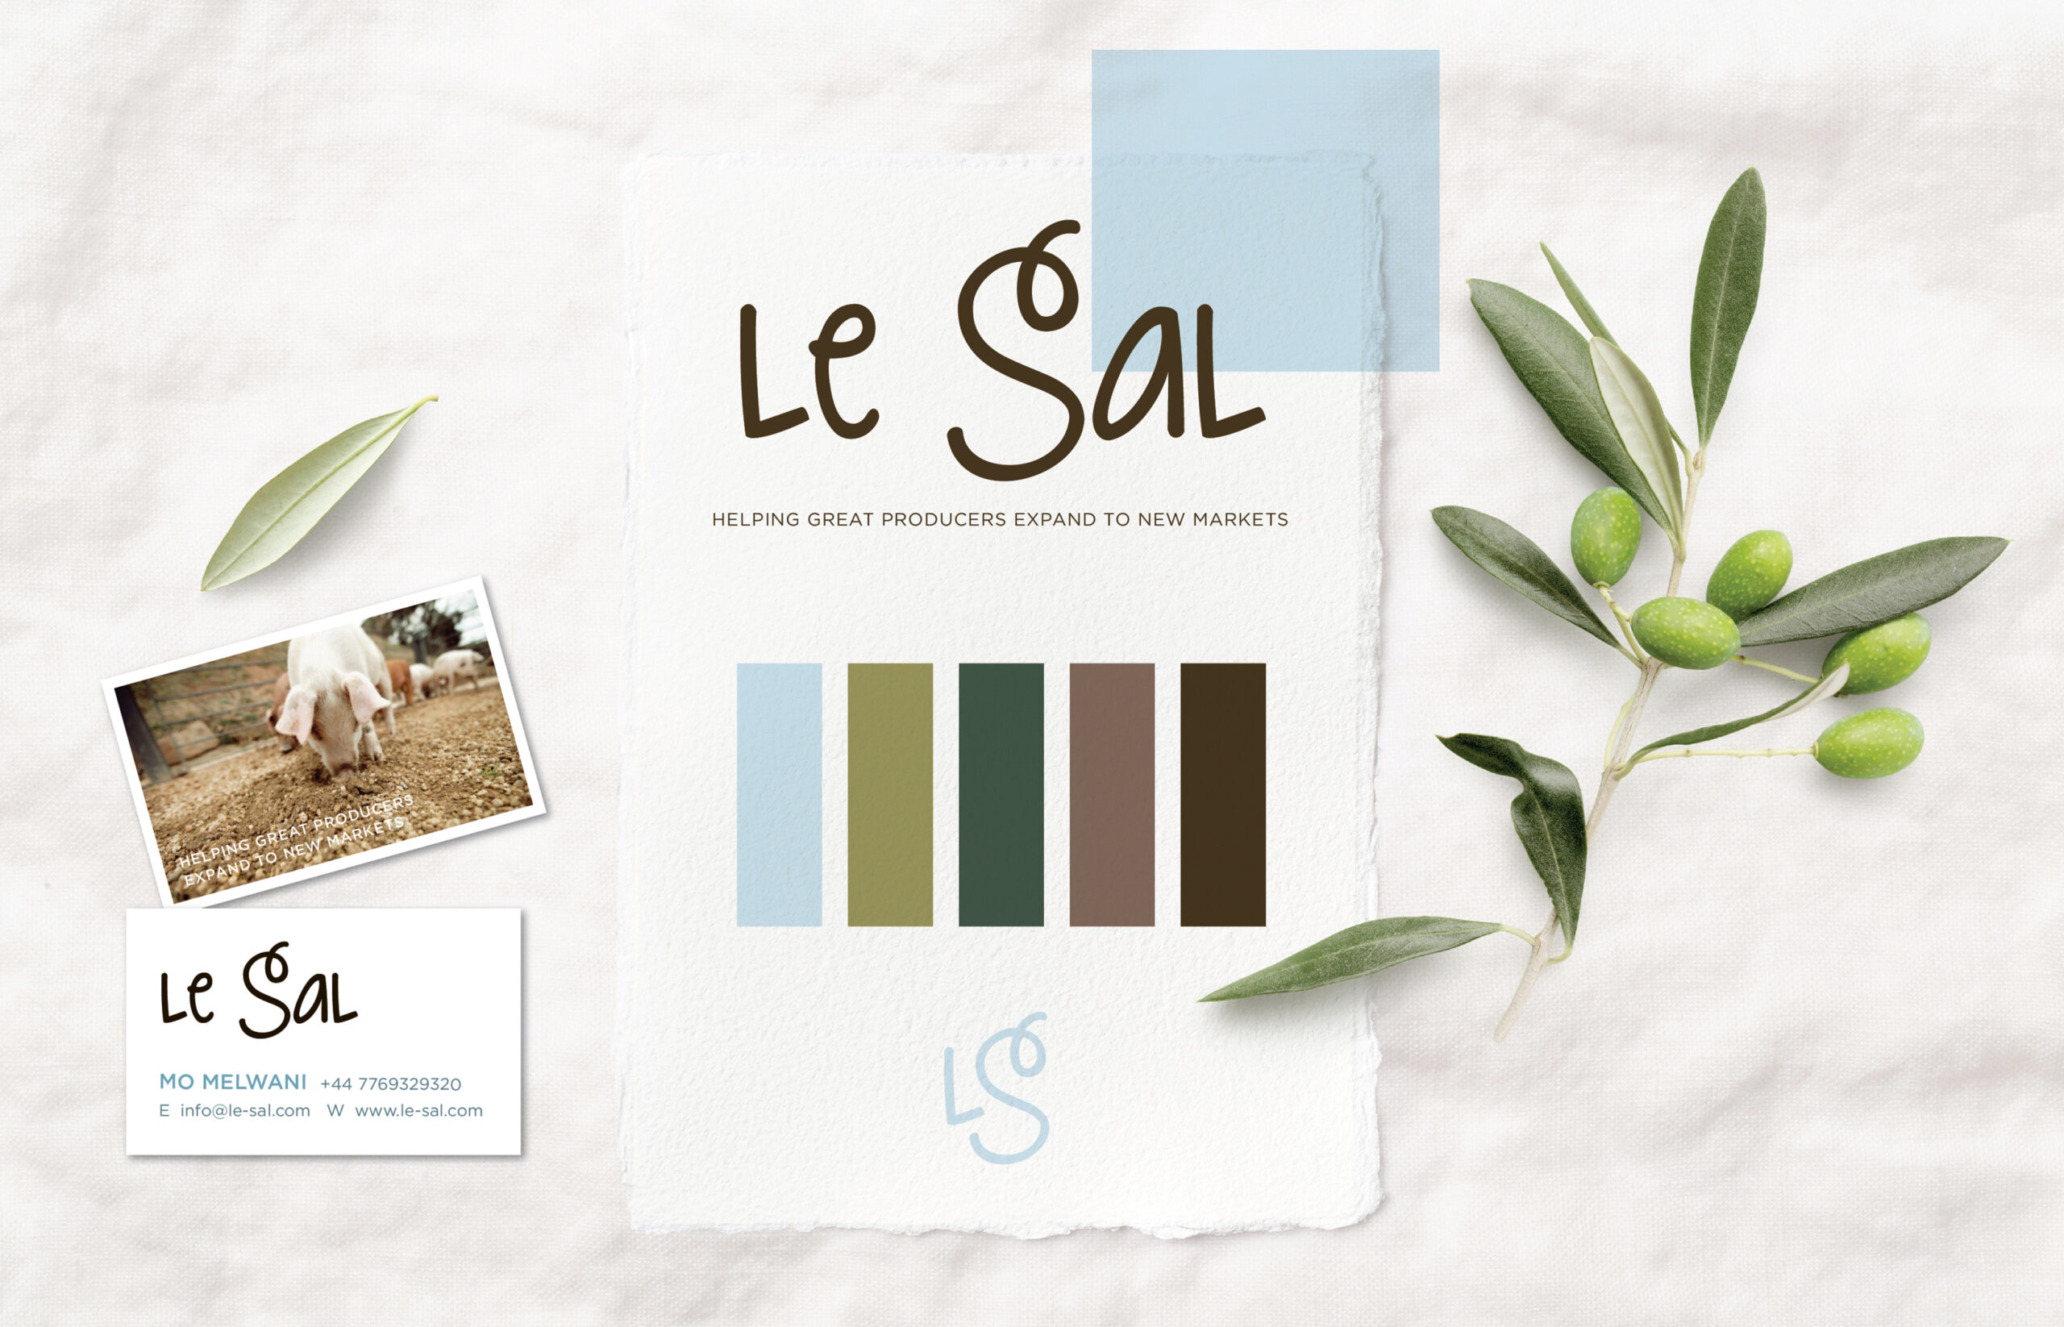 Le Sal
HELPING GREAT PRODUCERS EXPAND TO NEW MARKETS
HELPING GREAT PRODUCERS
EXPAND TO NEW MARKETS
Le Sal
MO MELWANI +44 7769329320
E info@le-sal.com W www.le-sal.com
LS